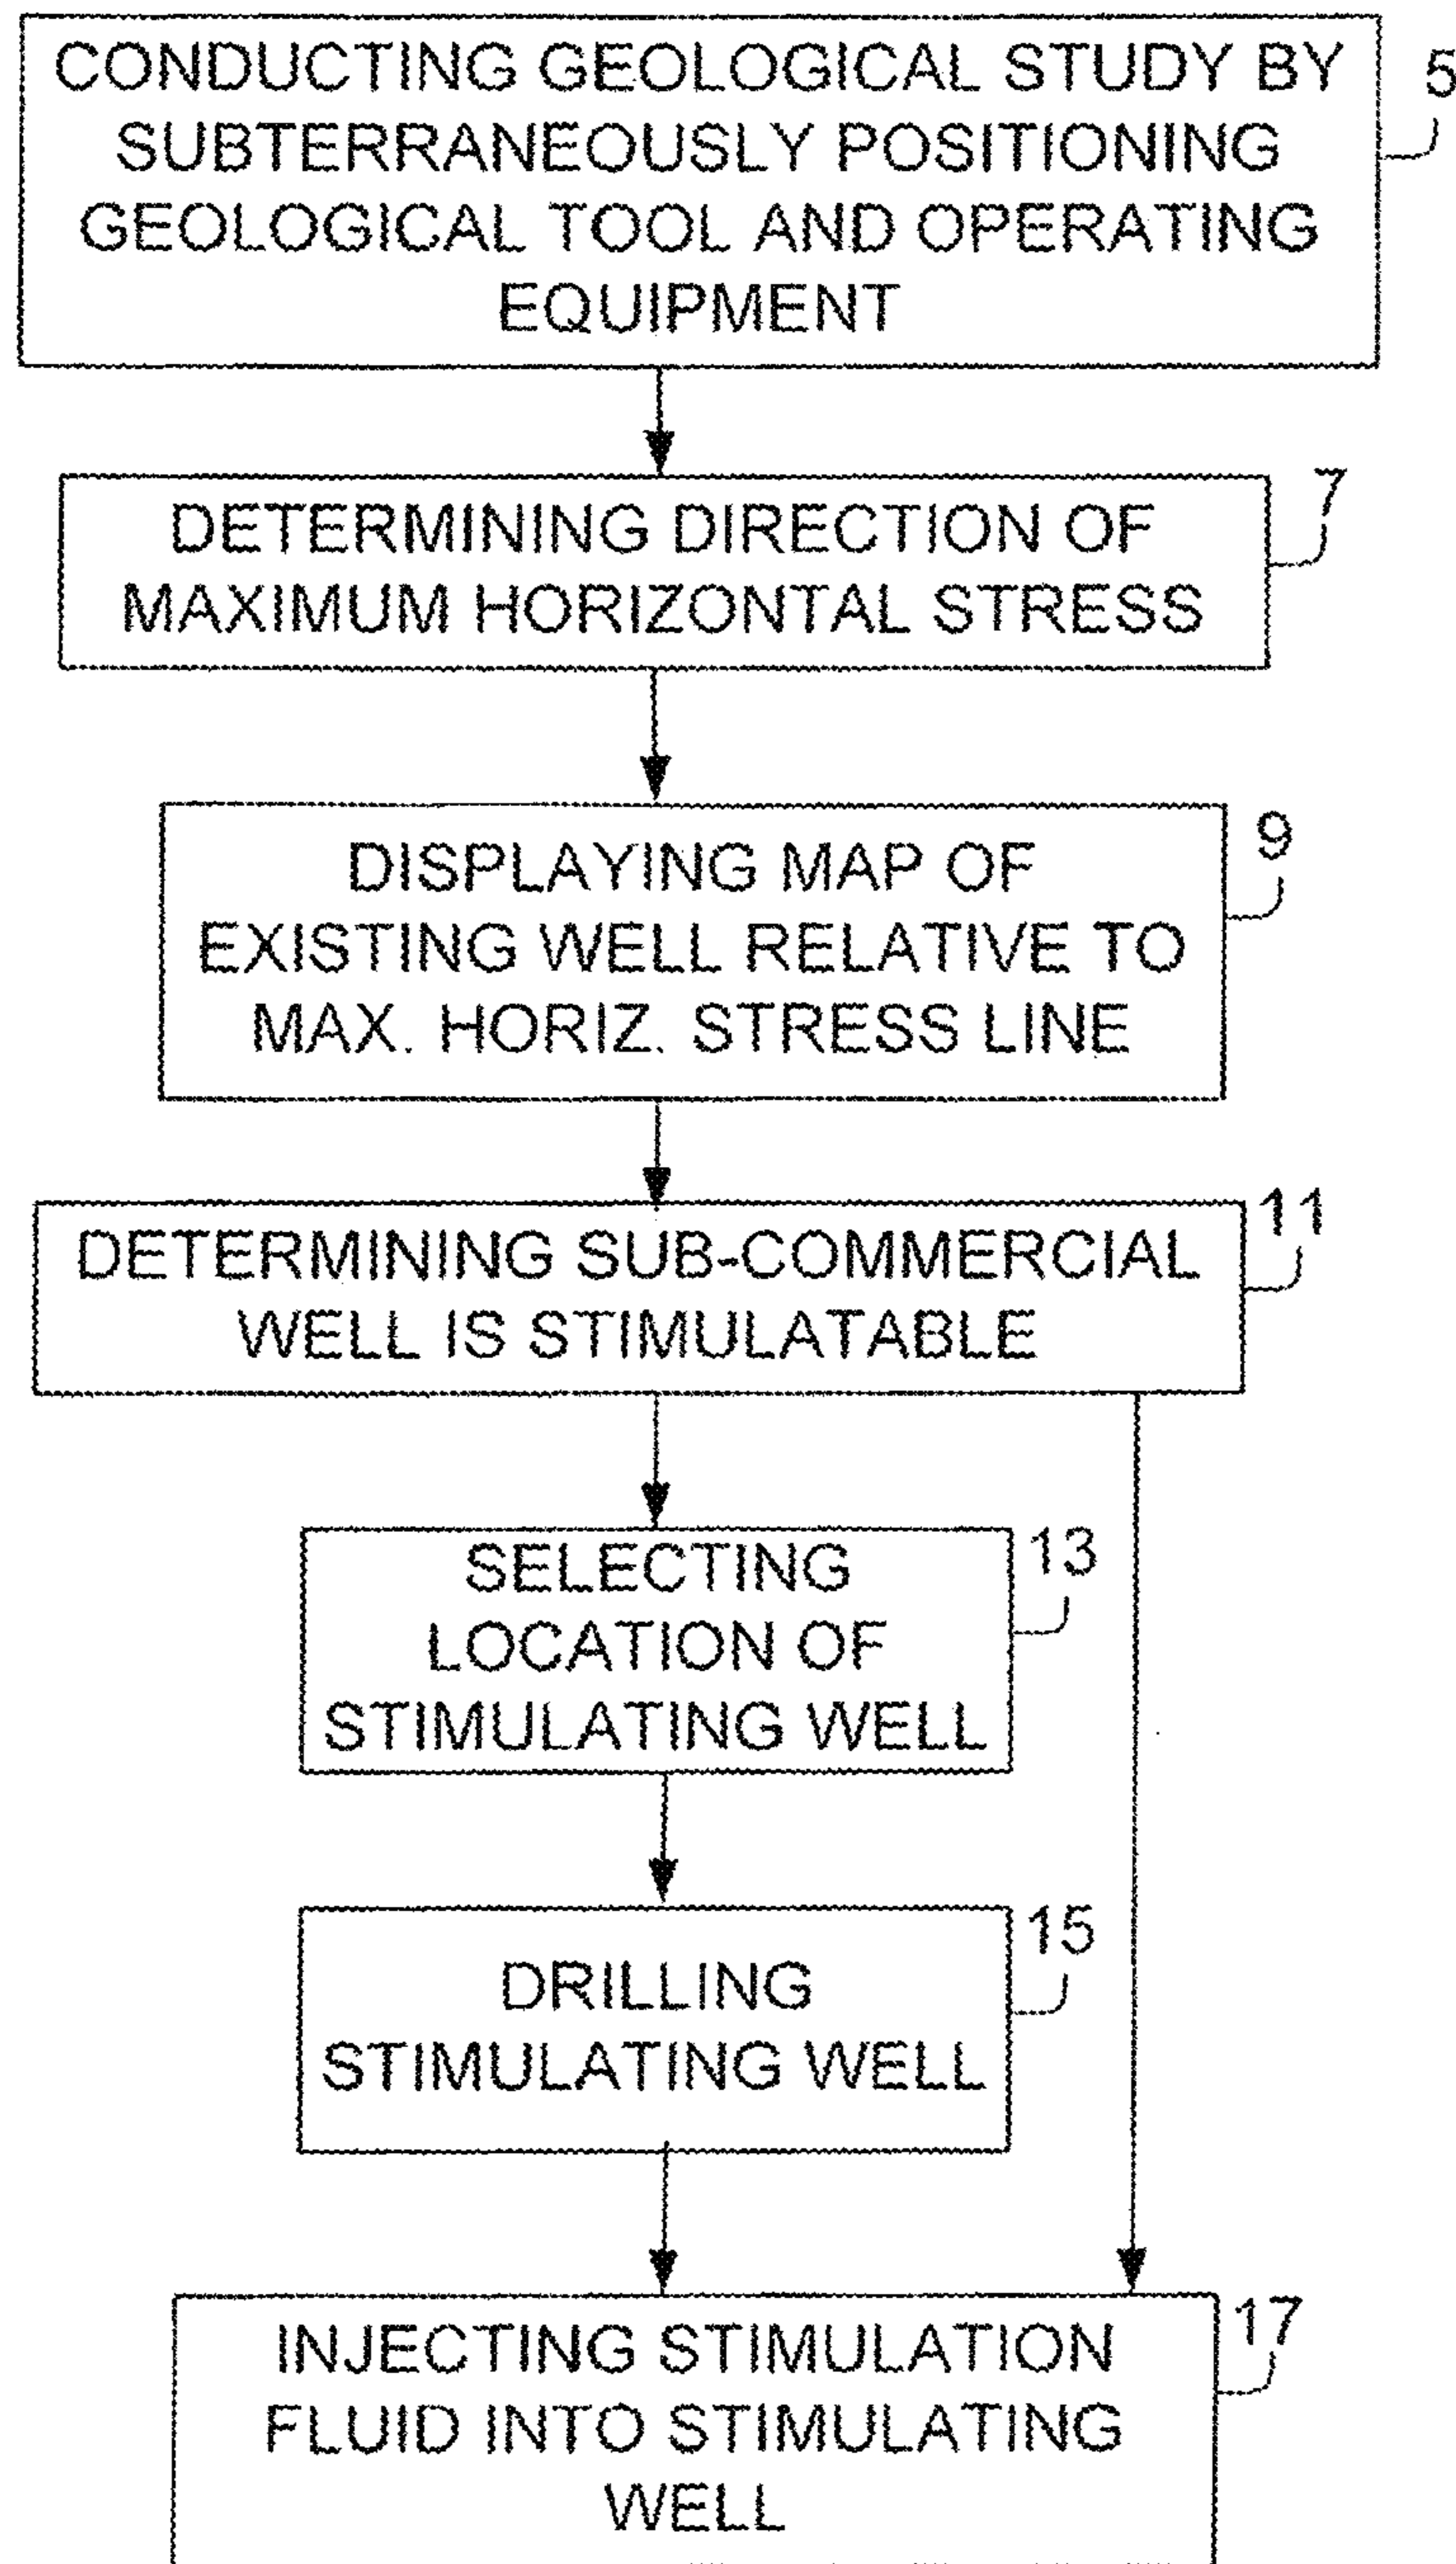 CONDUCTING GEOLOGICAL STUDY BY
SUBTERRANEOUSLY POSITIONING
GEOLOGICAL TOOL AND OPERATING
EQUIPMENT
5
DETERMINING DIRECTION OF
MAXIMUM HORIZONTAL STRESS
7
DISPLAYING MAP OF
EXISTING WELL RELATIVE TO
MAX. HORIZ. STRESS LINE
9
DETERMINING SUB-COMMERCIAL
WELL IS STIMULATABLE
11
SELECTING
LOCATION OF
STIMULATING WELL
13
DRILLING
STIMULATING WELL
15
INJECTING STIMULATION
FLUID INTO STIMULATING
WELL
17